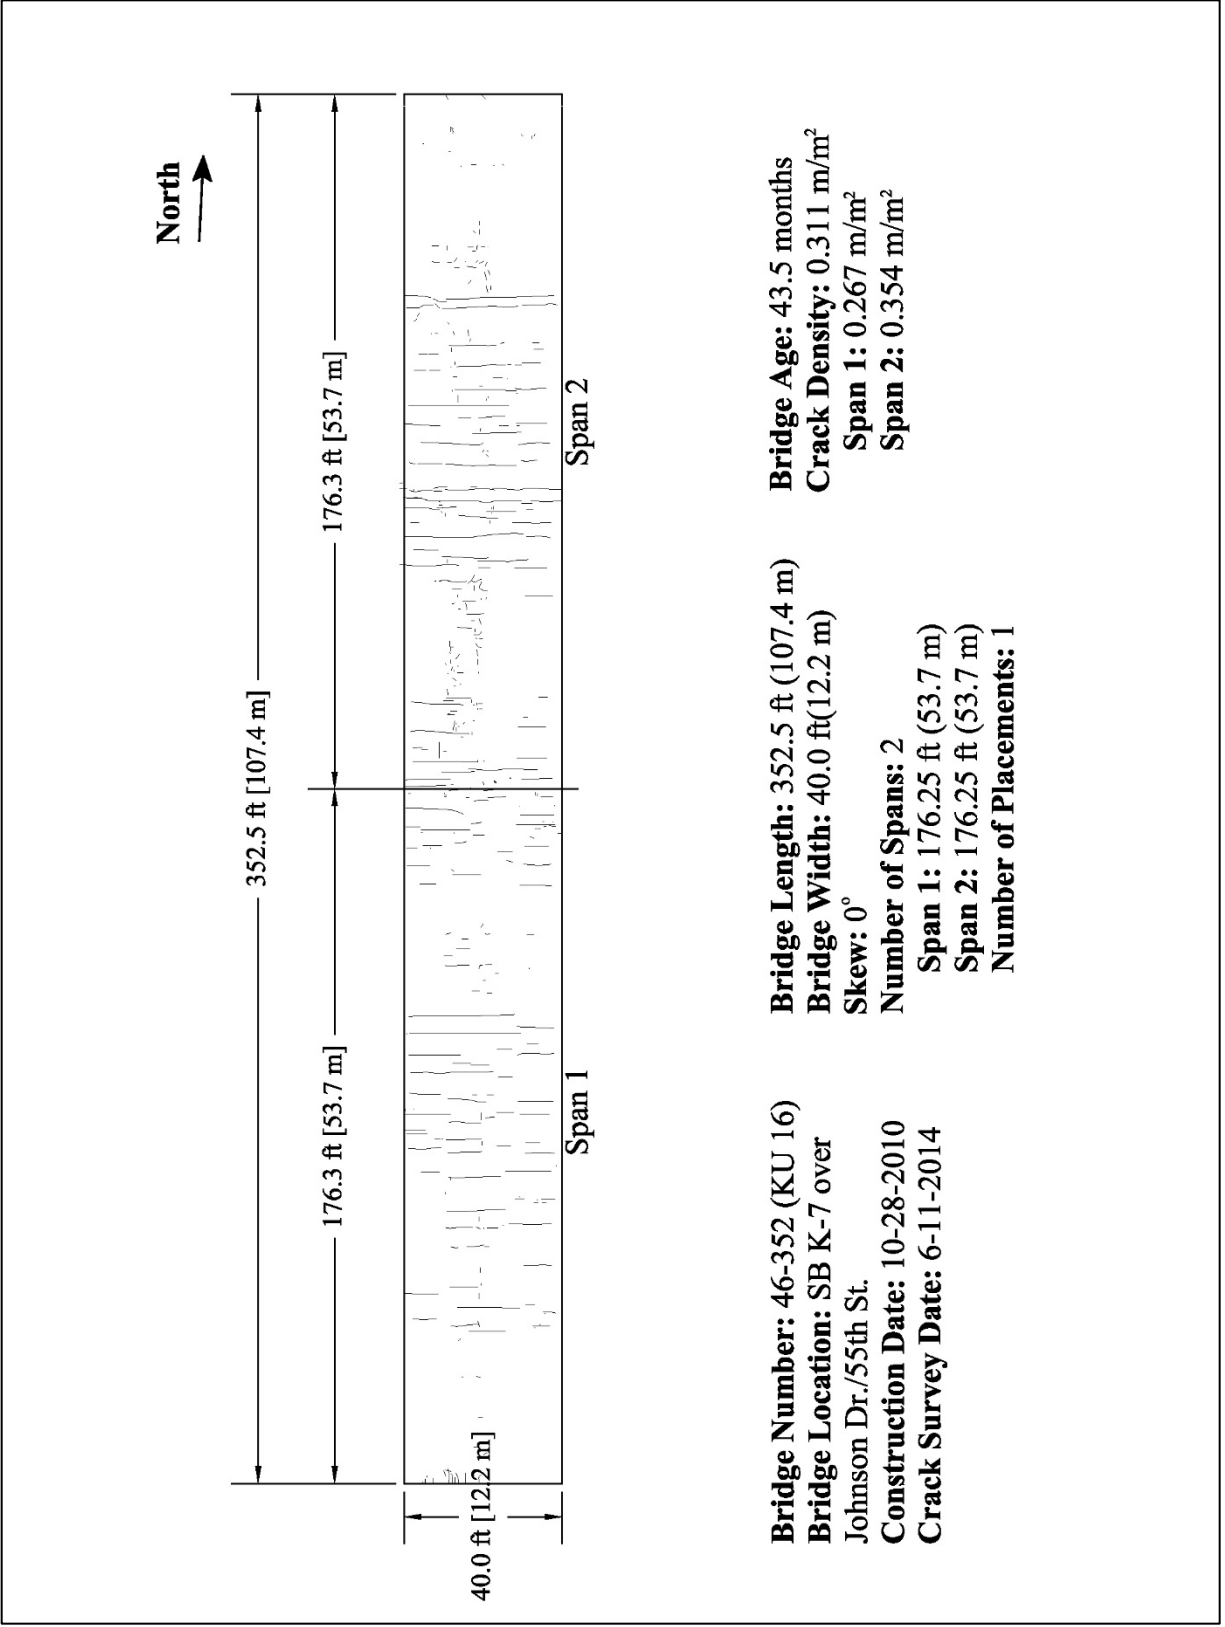 North
352.5 ft [107.4 m]
176.3 ft [53.7 m]
176.3 ft [53.7 m]
40.0 ft [12.2 m]
Span 1
Span 2
Bridge Number: 46-352 (KU 16)
Bridge Location: SB K-7 over
Johnson Dr./55th St.
Construction Date: 10-28-2010
Crack Survey Date: 6-11-2014
Bridge Length: 352.5 ft (107.4 m)
Bridge Width: 40.0 ft(12.2 m)
Skew: 0°
Number of Spans: 2
Span 1: 176.25 ft (53.7 m)
Span 2: 176.25 ft (53.7 m)
Number of Placements: 1
Bridge Age: 43.5 months
Crack Density: 0.311 m/m²
Span 1: 0.267 m/m²
Span 2: 0.354 m/m²